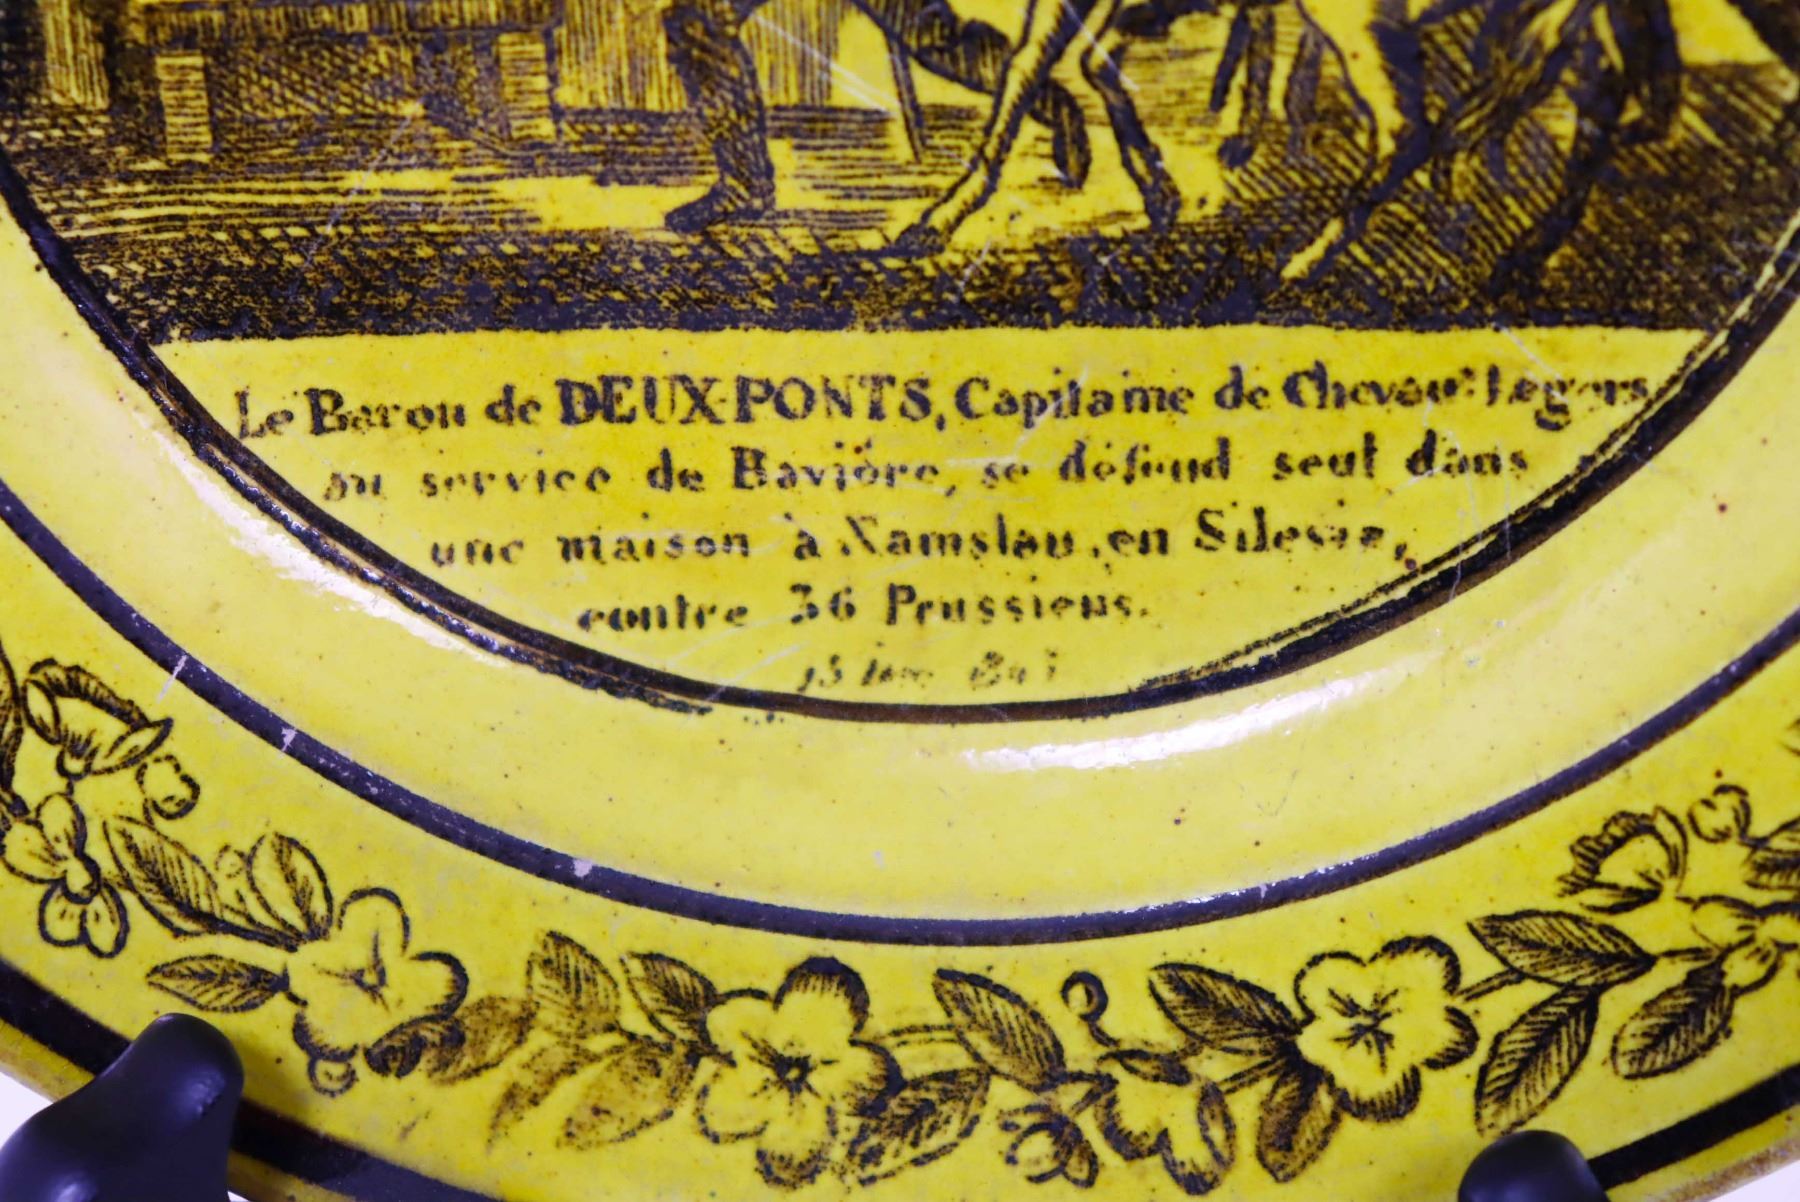 Le Baron de DEUX-PONTS, Capitaine de Chevau Légers
au service de Bavière, se défend seul dans
une maison à Namslau, en Silesie,
contre 36 Prussiens.